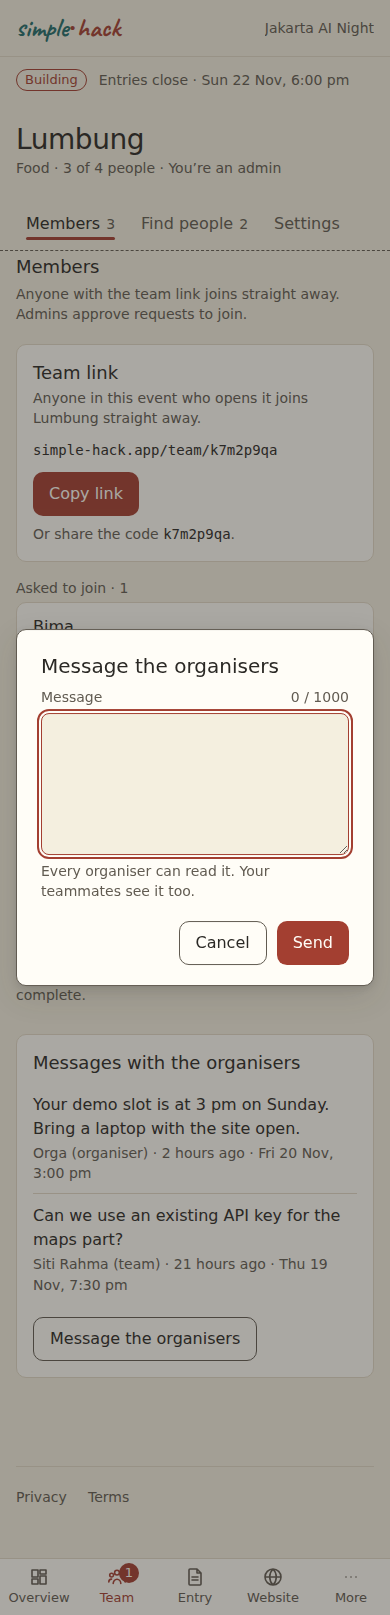 simple·hack
Jakarta AI Night
Building
Entries close · Sun 22 Nov, 6:00 pm
Lumbung
Food · 3 of 4 people · You’re an admin
Members 3
Find people 2
Settings
Members
Anyone with the team link joins straight away.
Admins approve requests to join.
Team link
Anyone in this event who opens it joins
Lumbung straight away.
simple-hack.app/team/k7m2p9qa
Copy link
Or share the code k7m2p9qa.
Asked to join · 1
Bima
Message the organisers
Message
0 / 1000
Every organiser can read it. Your
teammates see it too.
Cancel
Send
complete.
Messages with the organisers
Your demo slot is at 3 pm on Sunday.
Bring a laptop with the site open.
Orga (organiser) · 2 hours ago · Fri 20 Nov,
3:00 pm
Can we use an existing API key for the
maps part?
Siti Rahma (team) · 21 hours ago · Thu 19
Nov, 7:30 pm
Message the organisers
Privacy
Terms
1
Overview
Team
Entry
Website
More